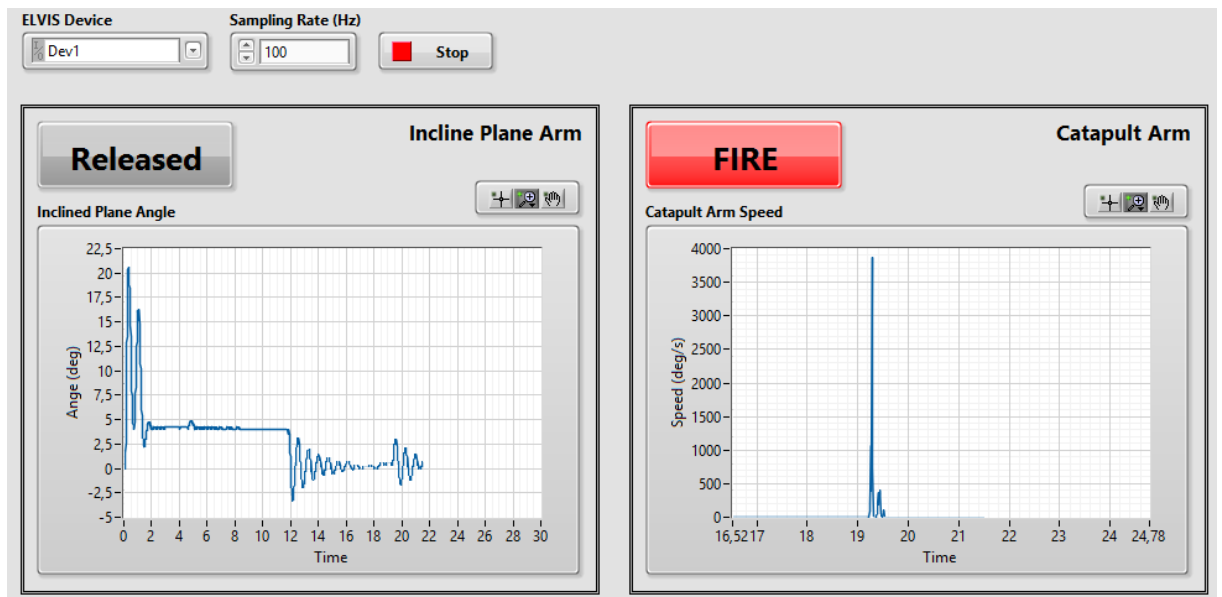 ELVIS Device
Sampling Rate (Hz)
Dev1
100
Stop
Released
Incline Plane Arm
Inclined Plane Angle
22,5
20
17,5
15
12,5
10
7,5
5
2,5
0
-2,5
-5
Ange (deg)
0 2 4 6 8 10 12 14 16 18 20 22 24 26 28 30
Time
FIRE
Catapult Arm
Catapult Arm Speed
4000
3500
3000
2500
2000
1500
1000
500
0
Speed (deg/s)
16,52 17 18 19 20 21 22 23 24 24,78
Time